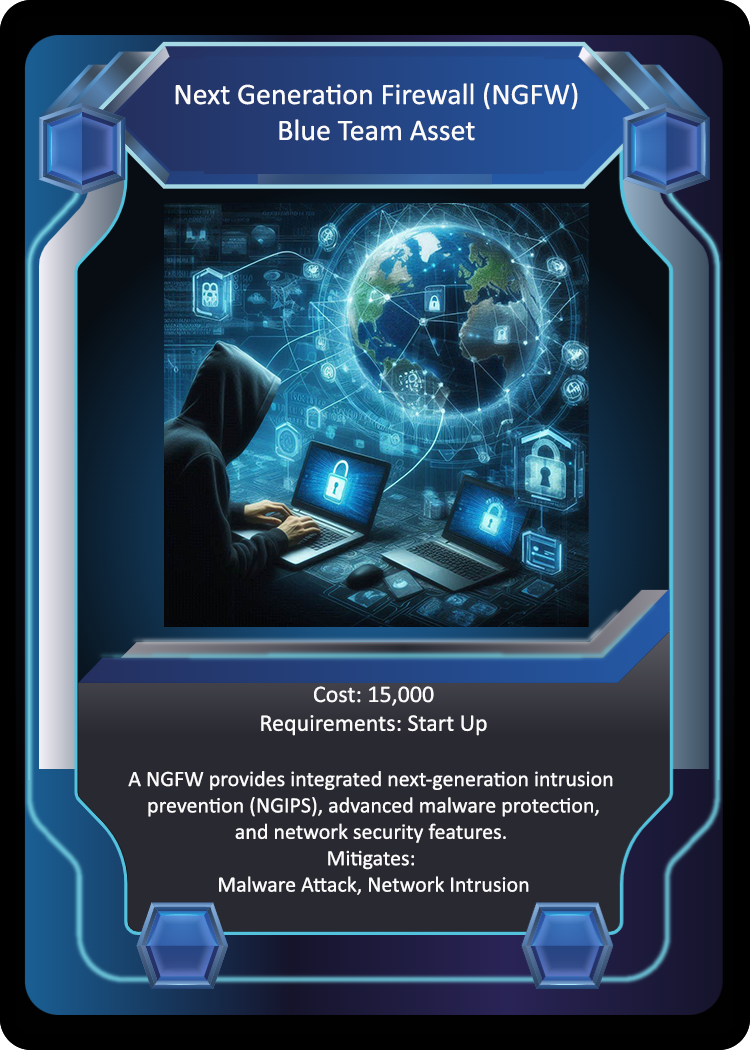 Next Generation Firewall (NGFW)
Blue Team Asset
Cost: 15,000
Requirements: Start Up
A NGFW provides integrated next-generation intrusion
prevention (NGIPS), advanced malware protection,
and network security features.
Mitigates:
Malware Attack, Network Intrusion